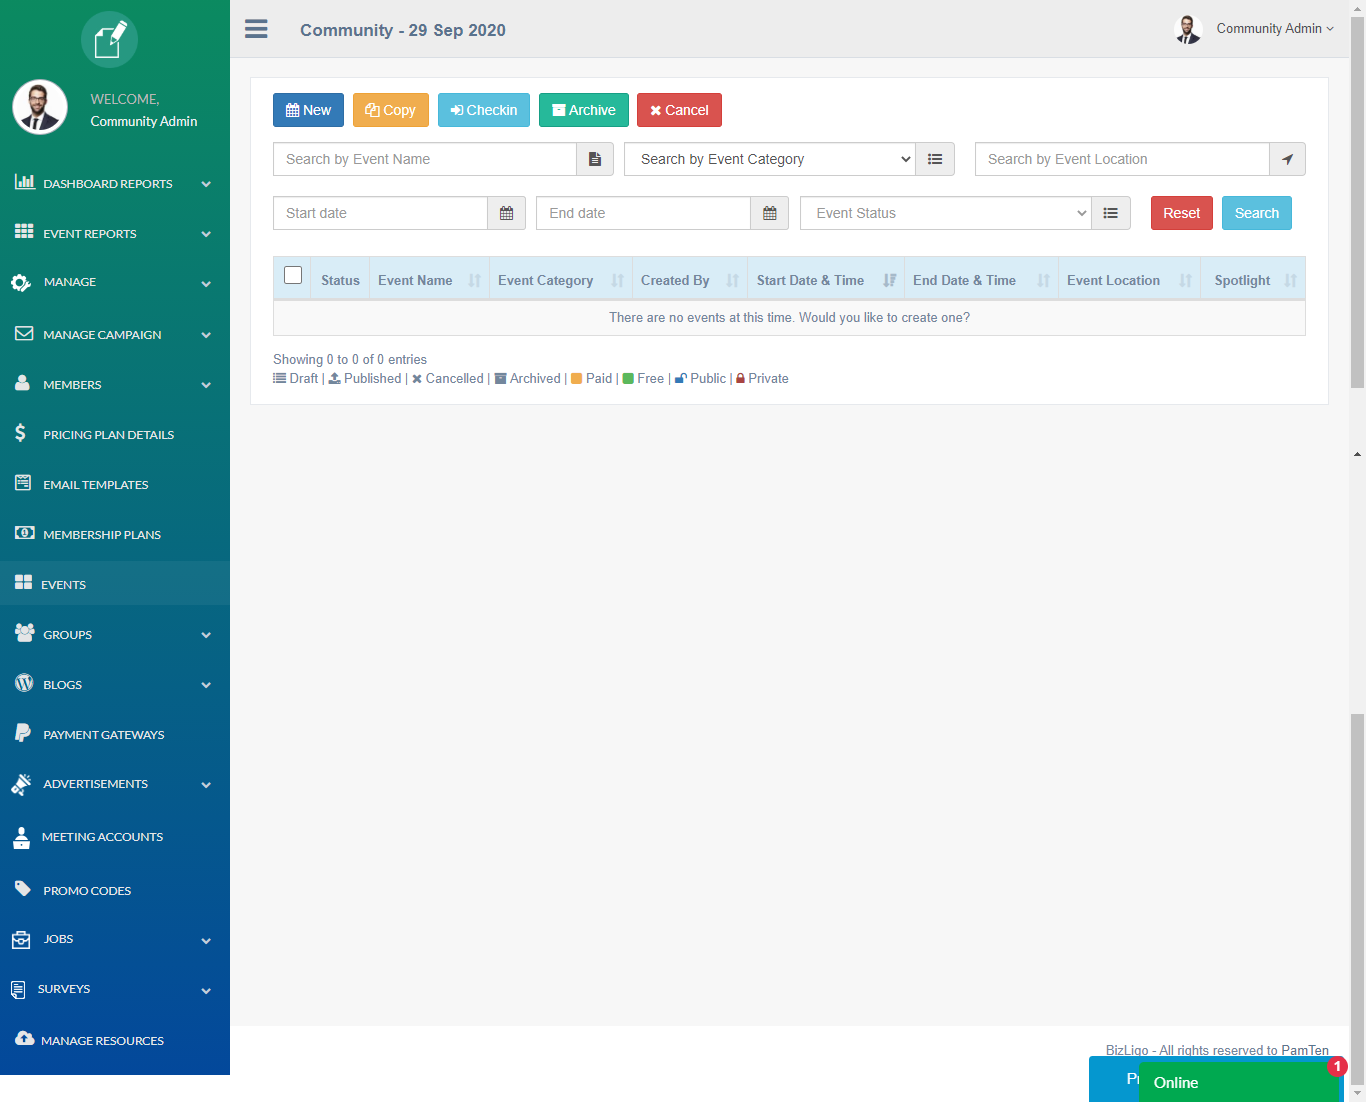 Community - 29 Sep 2020
Community Admin
WELCOME,
Community Admin
DASHBOARD REPORTS
EVENT REPORTS
MANAGE
MANAGE CAMPAIGN
MEMBERS
PRICING PLAN DETAILS
EMAIL TEMPLATES
MEMBERSHIP PLANS
EVENTS
GROUPS
BLOGS
PAYMENT GATEWAYS
ADVERTISEMENTS
MEETING ACCOUNTS
PROMO CODES
JOBS
SURVEYS
MANAGE RESOURCES
New Copy Checkin Archive Cancel
Search by Event Name Search by Event Category Search by Event Location
Start date End date Event Status Reset Search
Status Event Name Event Category Created By Start Date & Time End Date & Time Event Location Spotlight
There are no events at this time. Would you like to create one?
Showing 0 to 0 of 0 entries
Draft | Published | Cancelled | Archived | Paid | Free | Public | Private
BizLigo - All rights reserved to PamTen
Online
1